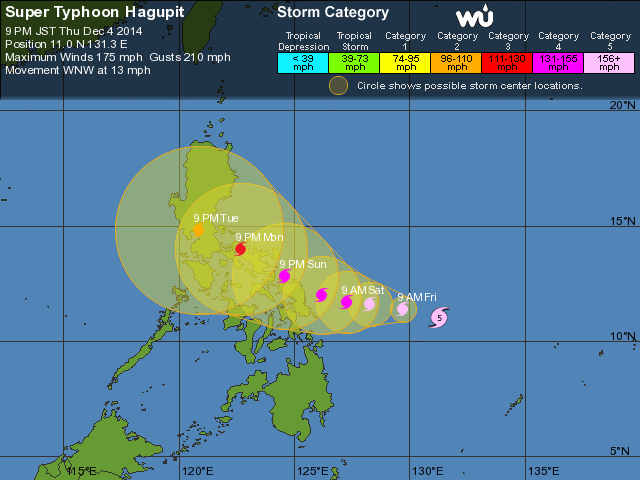 Super Typhoon Hagupit
9 PM JST Thu Dec 4 2014
Position 11.0 N 131.3 E
Maximum Winds 175 mph Gusts 210 mph
Movement WNW at 13 mph
Storm Category
wu
Tropical Depression
Tropical Storm
Category 1
Category 2
Category 3
Category 4
Category 5
< 39 mph
39-73 mph
74-95 mph
96-110 mph
111-130 mph
131-155 mph
156+ mph
Circle shows possible storm center locations.
20°N
15°N
9 PM Tue
9 PM Mon
9 PM Sun
9 AM Sat
9 AM Fri
5
10°N
5°N
115°E
120°E
125°E
130°E
135°E